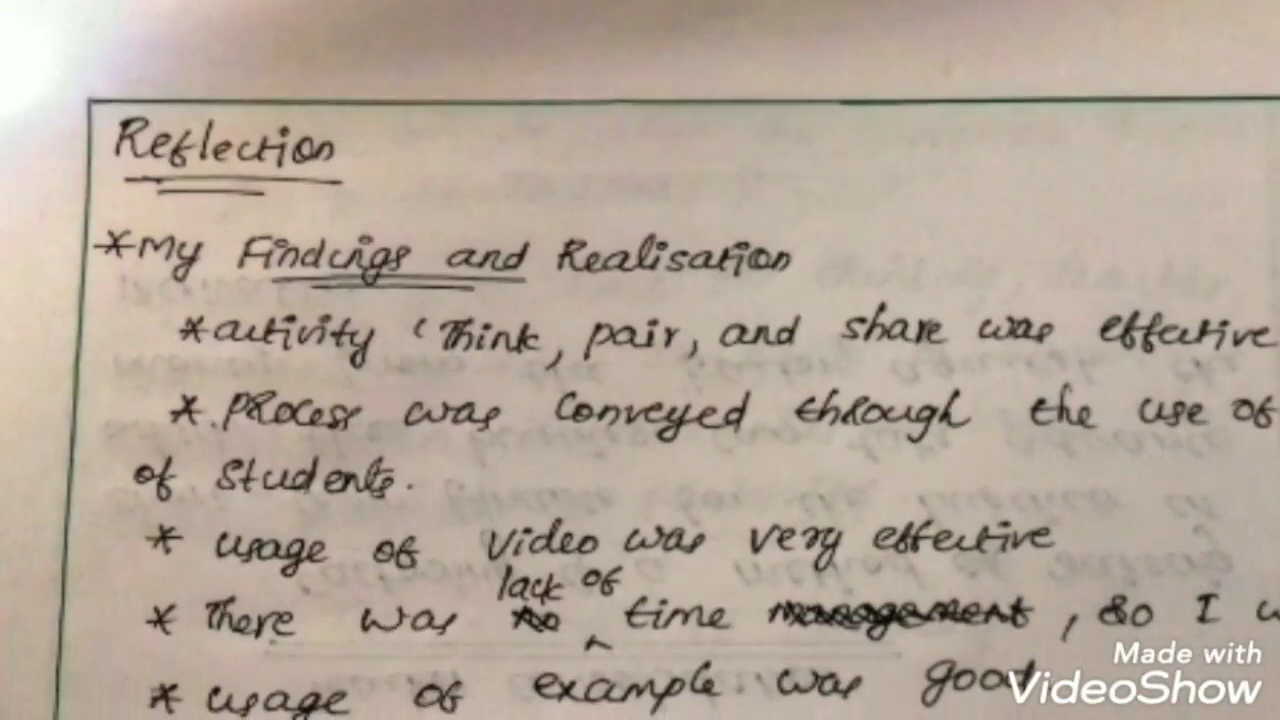 Reflection
*My Findings and Realisation
*activity (Think, pair, and share was effective
*. Process was conveyed through the use of
of students.
* usage of video was very effective
lack of
* There was no time management, so I
* usage of example was good
Made with
VideoShow